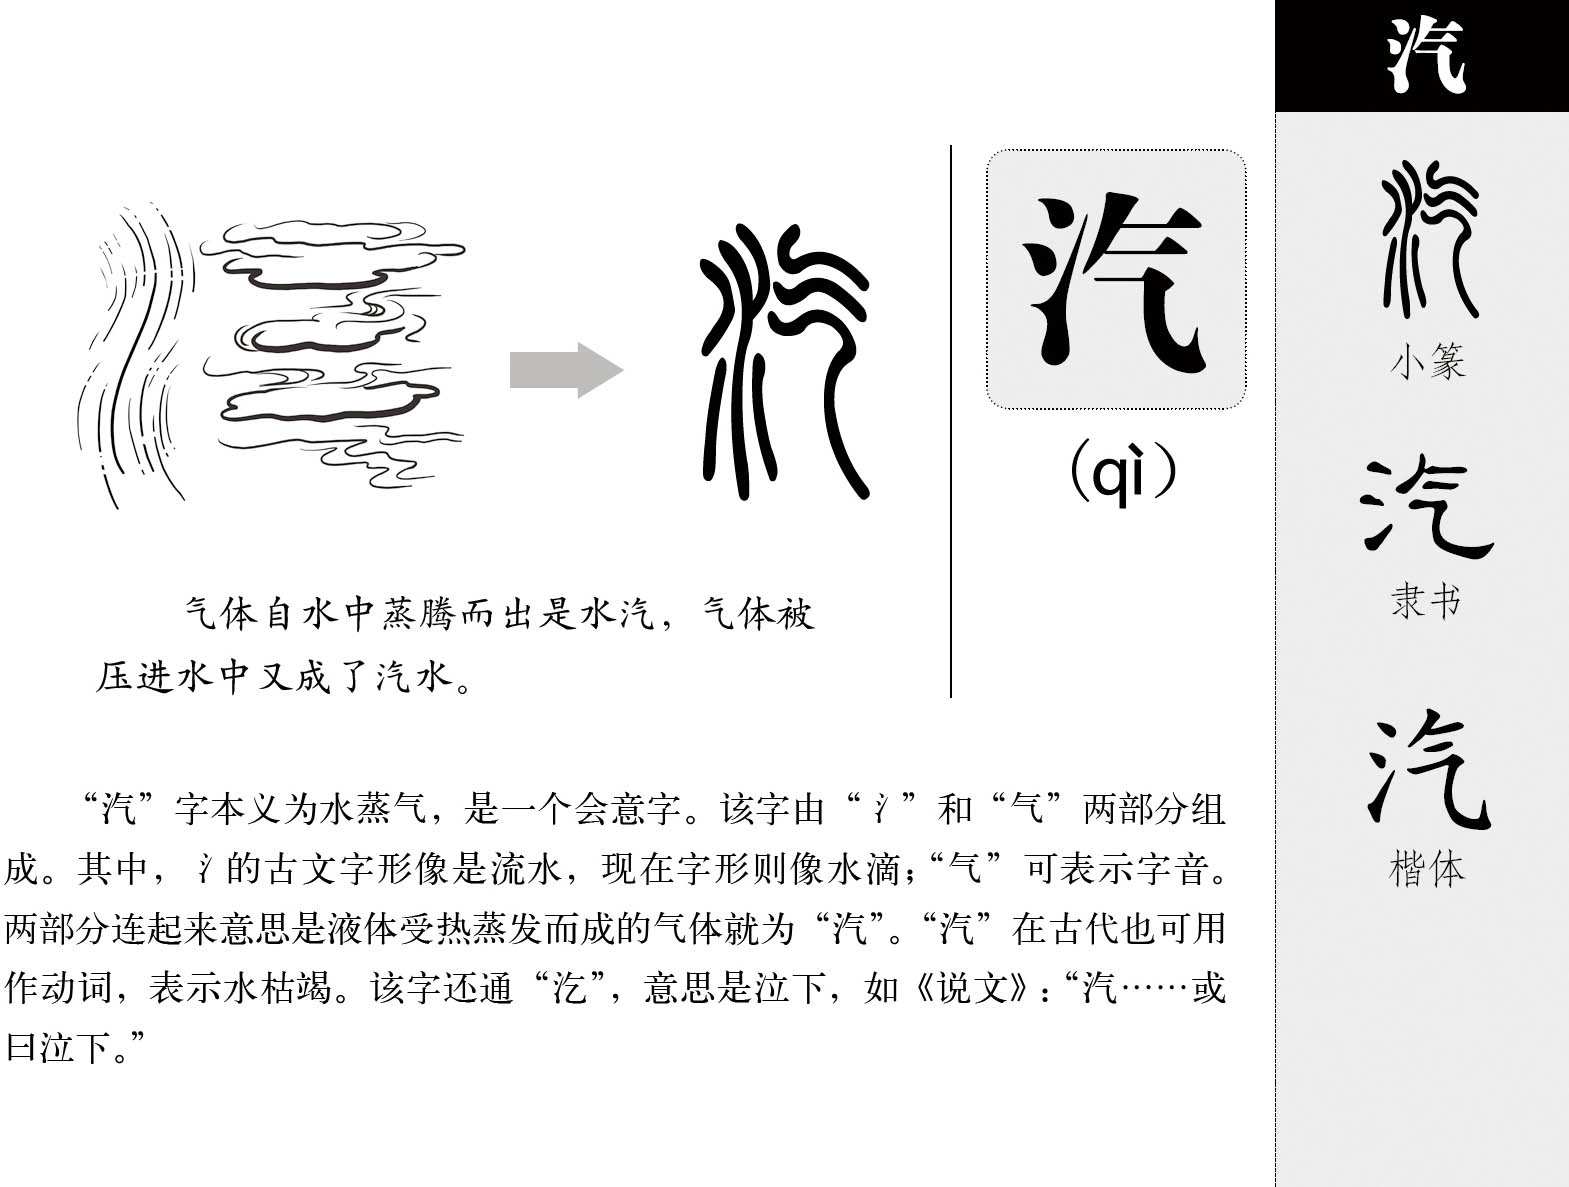 汽
汽
(qì)
气体自水中蒸腾而出是水汽，气体被
压进水中又成了汽水。
“汽”字本义为水蒸气，是一个会意字。该字由“氵”和“气”两部分组
成。其中，氵的古文字形像是流水，现在字形则像水滴；“气”可表示字音。
两部分连起来意思是液体受热蒸发而成的气体就为“汽”。“汽”在古代也可用
作动词，表示水枯竭。该字还通“汔”，意思是泣下，如《说文》：“汽……或
曰泣下。”
汽
汽
小篆
汽
隶书
汽
楷体